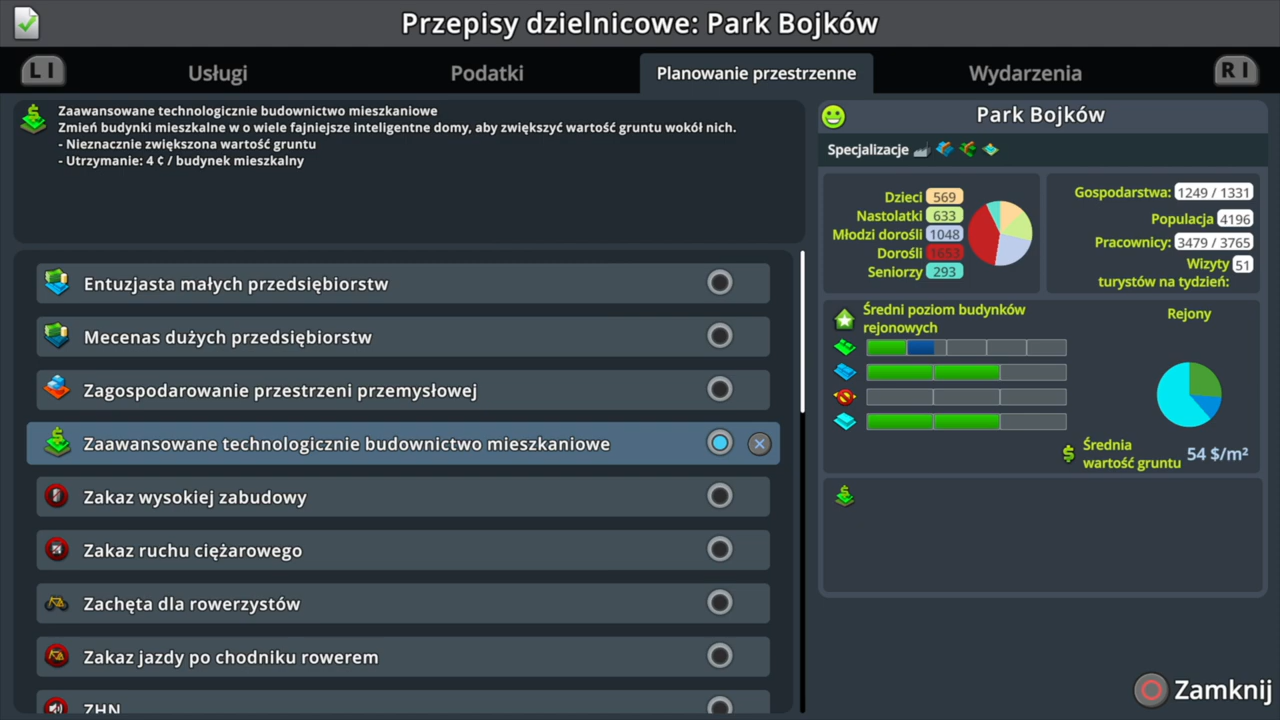 Przepisy dzielnicowe: Park Bojków
L1
Usługi
Podatki
Planowanie przestrzenne
Wydarzenia
R1
Zaawansowane technologicznie budownictwo mieszkaniowe
Zmień budynki mieszkalne w o wiele fajniejsze inteligentne domy, aby zwiększyć wartość gruntu wokół nich.
- Nieznacznie zwiększona wartość gruntu
- Utrzymanie: 4 ₵ / budynek mieszkalny
Entuzjasta małych przedsiębiorstw
Mecenas dużych przedsiębiorstw
Zagospodarowanie przestrzeni przemysłowej
Zaawansowane technologicznie budownictwo mieszkaniowe
Zakaz wysokiej zabudowy
Zakaz ruchu ciężarowego
Zachęta dla rowerzystów
Zakaz jazdy po chodniku rowerem
ZHN
Park Bojków
Specjalizacje
Dzieci 569
Nastolatki 633
Młodzi dorośli 1048
Dorośli 1653
Seniorzy 293
Gospodarstwa: 1249 / 1331
Populacja 4196
Pracownicy: 3479 / 3765
Wizyty 51
turystów na tydzień:
Średni poziom budynków
rejonowych
Rejony
Średnia
wartość gruntu 54 $/m²
Zamknij